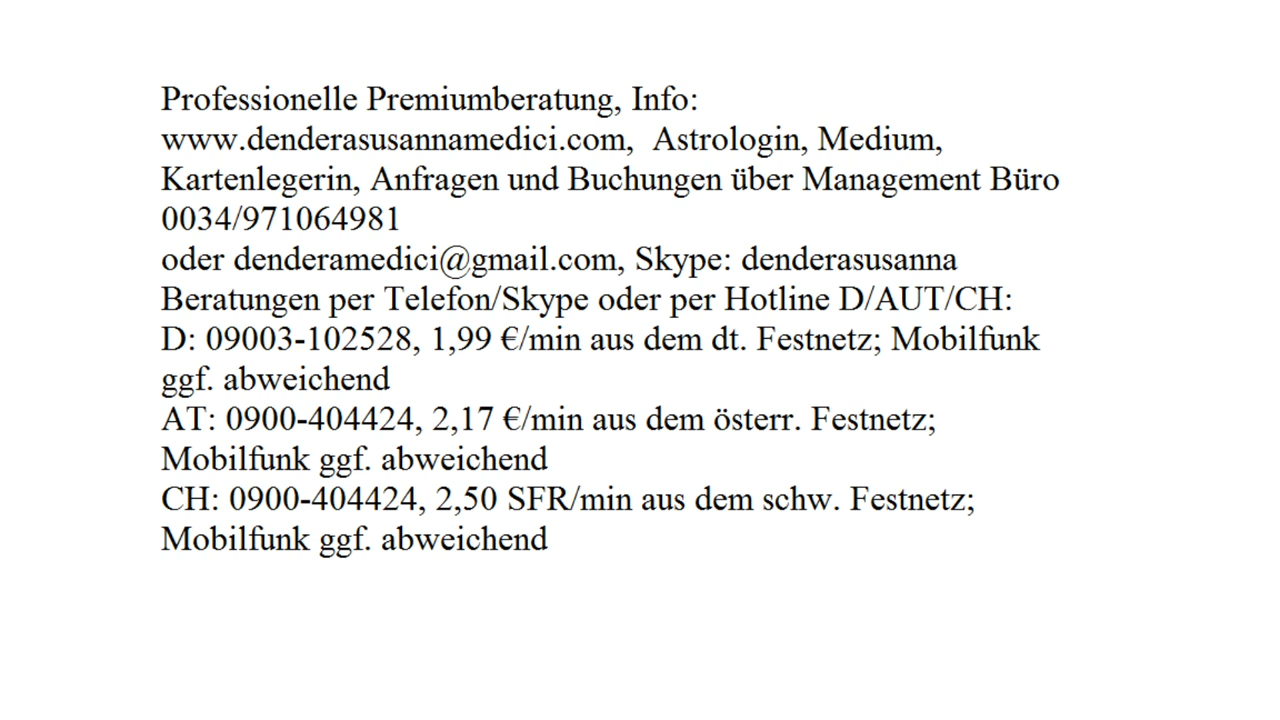 Professionelle Premiumberatung, Info:
www.denderasusannamedici.com,  Astrologin, Medium,
Kartenlegerin, Anfragen und Buchungen über Management Büro
0034/971064981
oder denderamedici@gmail.com, Skype: denderasusanna
Beratungen per Telefon/Skype oder per Hotline D/AUT/CH:
D: 09003-102528, 1,99 €/min aus dem dt. Festnetz; Mobilfunk
ggf. abweichend
AT: 0900-404424, 2,17 €/min aus dem österr. Festnetz;
Mobilfunk ggf. abweichend
CH: 0900-404424, 2,50 SFR/min aus dem schw. Festnetz;
Mobilfunk ggf. abweichend